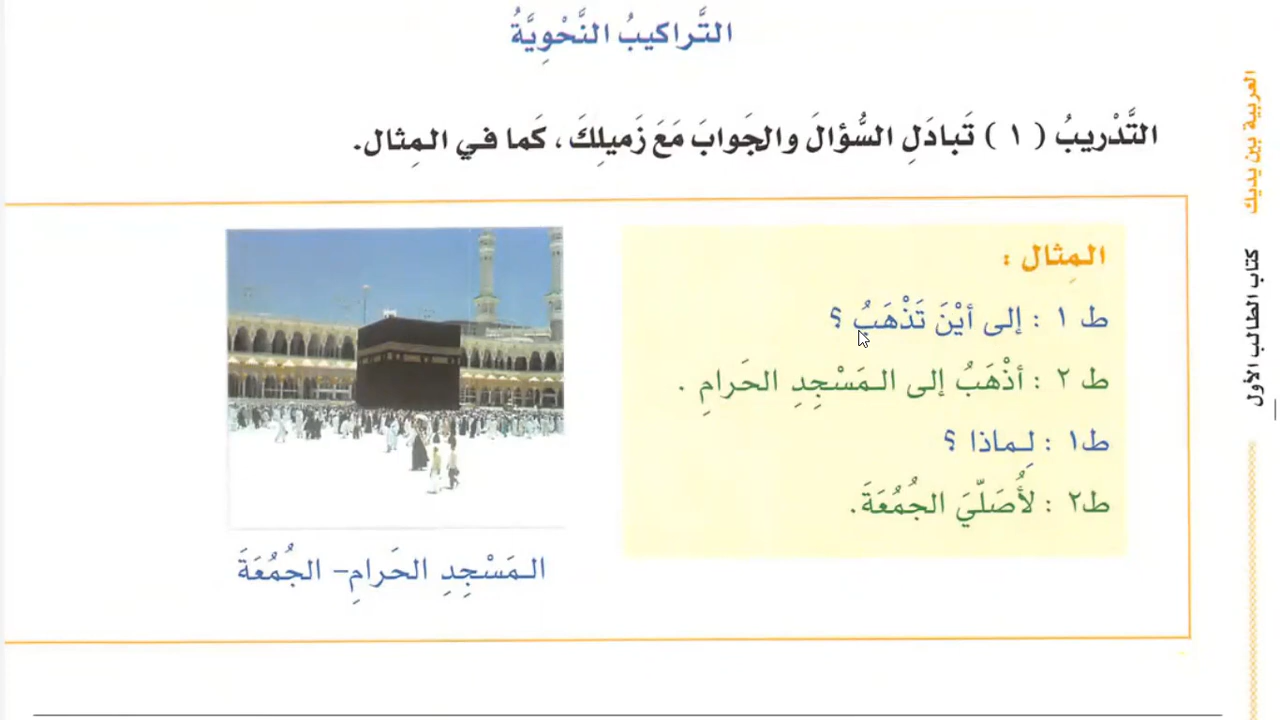 التَّراكيبُ النَّحْوِيَّةُ
التَّدْريبُ ( ١ ) تَبادَلِ السُّؤالَ والجَوابَ مَعَ زَميلِكَ ، كَما في المِثال.
المِثال :
ط ١ : إلى أيْنَ تَذْهَبُ ؟
ط ٢ : أذْهَبُ إلى المَسْجِدِ الحَرامِ .
ط١ : لِماذا ؟
ط٢ : لأُصَلّيَ الجُمُعَةَ.
المَسْجِدِ الحَرامِ– الجُمُعَةَ
العربية بين يديك
كتاب الطالب الأول